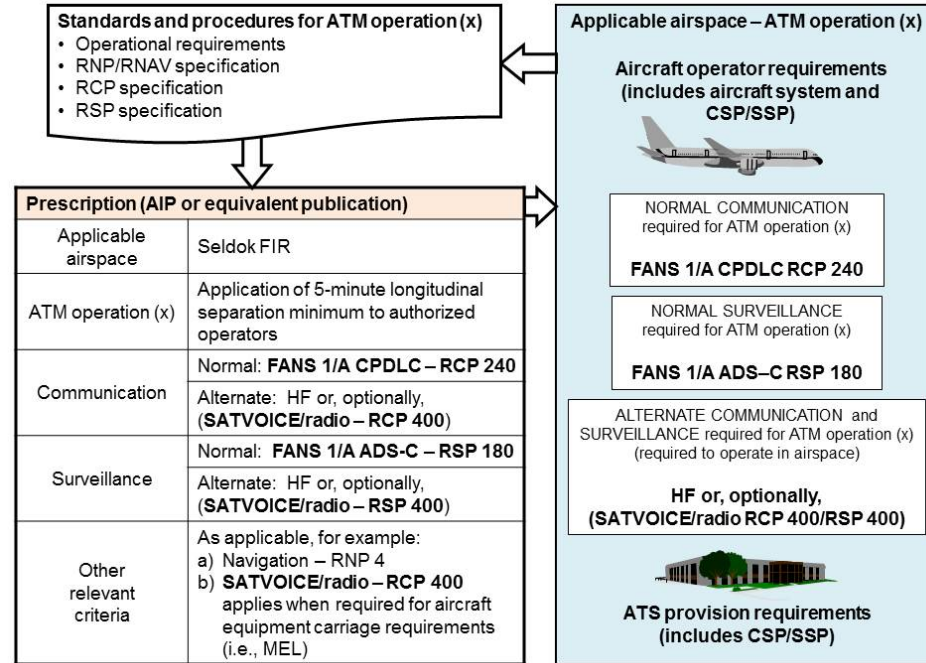 Standards and procedures for ATM operation (x)
• Operational requirements
• RNP/RNAV specification
• RCP specification
• RSP specification
Prescription (AIP or equivalent publication)
Applicable
airspace
Seldok FIR
ATM operation (x)
Application of 5-minute longitudinal
separation minimum to authorized
operators
Communication
Normal: FANS 1/A CPDLC – RCP 240
Alternate: HF or, optionally,
(SATVOICE/radio – RCP 400)
Surveillance
Normal: FANS 1/A ADS-C – RSP 180
Alternate: HF or, optionally,
(SATVOICE/radio – RSP 400)
Other
relevant
criteria
As applicable, for example:
a) Navigation – RNP 4
b) SATVOICE/radio – RCP 400
applies when required for aircraft
equipment carriage requirements
(i.e., MEL)
Applicable airspace – ATM operation (x)
Aircraft operator requirements
(includes aircraft system and
CSP/SSP)
NORMAL COMMUNICATION
required for ATM operation (x)
FANS 1/A CPDLC RCP 240
NORMAL SURVEILLANCE
required for ATM operation (x)
FANS 1/A ADS–C RSP 180
ALTERNATE COMMUNICATION and
SURVEILLANCE required for ATM operation (x)
(required to operate in airspace)
HF or, optionally,
(SATVOICE/radio RCP 400/RSP 400)
ATS provision requirements
(includes CSP/SSP)